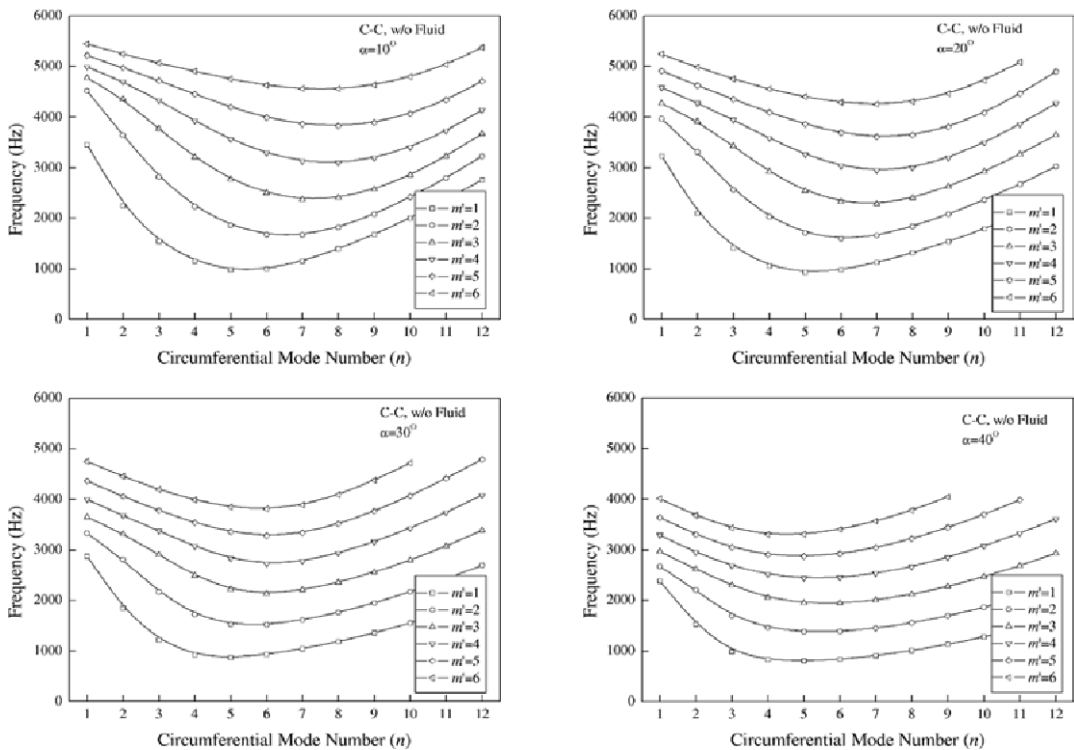 C-C, w/o Fluid
α=10°
6000
5000
4000
3000
2000
1000
0
Frequency (Hz)
m'=1
m'=2
m'=3
m'=4
m'=5
m'=6
1 2 3 4 5 6 7 8 9 10 11 12
Circumferential Mode Number (n)
C-C, w/o Fluid
α=20°
6000
5000
4000
3000
2000
1000
0
Frequency (Hz)
m'=1
m'=2
m'=3
m'=4
m'=5
m'=6
1 2 3 4 5 6 7 8 9 10 11 12
Circumferential Mode Number (n)
C-C, w/o Fluid
α=30°
6000
5000
4000
3000
2000
1000
0
Frequency (Hz)
m'=1
m'=2
m'=3
m'=4
m'=5
m'=6
1 2 3 4 5 6 7 8 9 10 11 12
Circumferential Mode Number (n)
C-C, w/o Fluid
α=40°
6000
5000
4000
3000
2000
1000
0
Frequency (Hz)
m'=1
m'=2
m'=3
m'=4
m'=5
m'=6
1 2 3 4 5 6 7 8 9 10 11 12
Circumferential Mode Number (n)